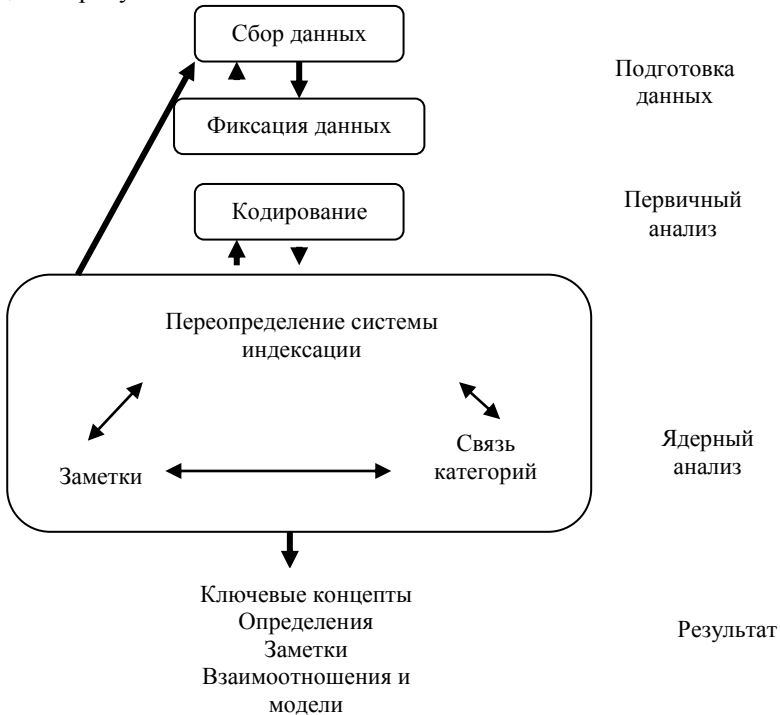 Сбор данных
Подготовка
данных
Фиксация данных
Кодирование
Первичный
анализ
Переопределение системы
индексации
Заметки
Связь
категорий
Ядерный
анализ
Ключевые концепты
Определения
Заметки
Взаимоотношения и
модели
Результат